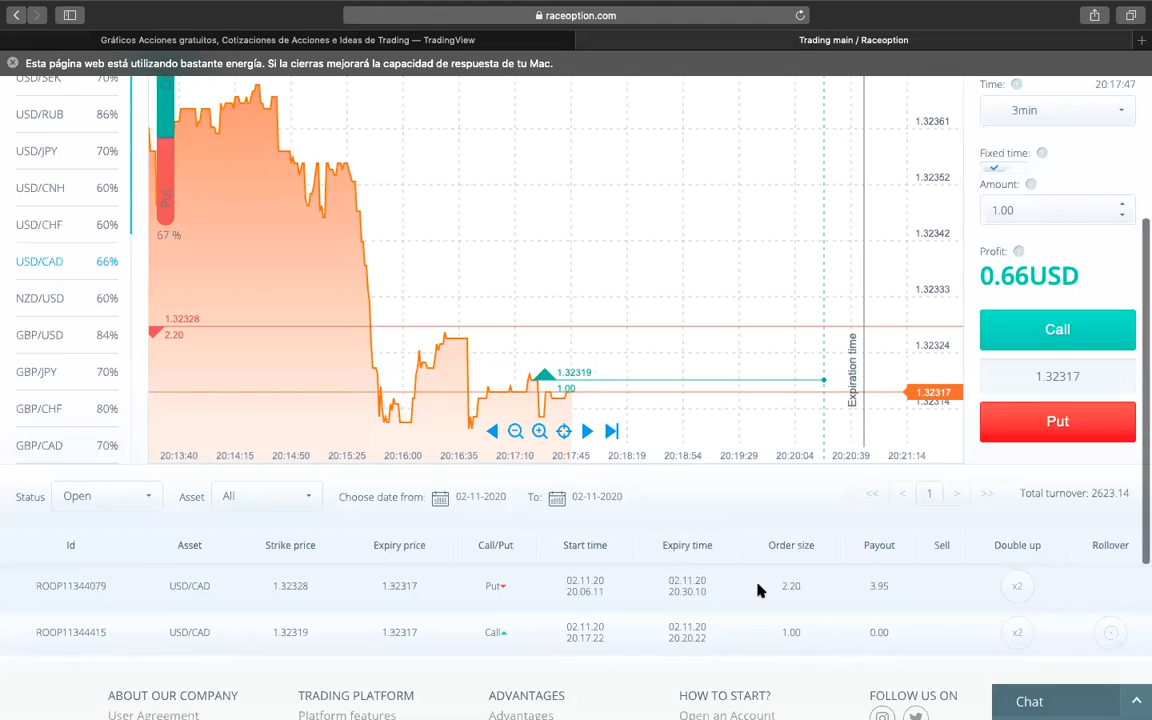 raceoption.com
Gráficos Acciones gratuitos, Cotizaciones de Acciones e Ideas de Trading — TradingView
Trading main / Raceoption
Esta página web está utilizando bastante energía. Si la cierras mejorará la capacidad de respuesta de tu Mac.
USD/SEK 70%
USD/RUB 86%
USD/JPY 70%
USD/CNH 60%
USD/CHF 60%
USD/CAD 66%
NZD/USD 60%
GBP/USD 84%
GBP/JPY 70%
GBP/CHF 80%
GBP/CAD 70%
Put
67 %
1.32328
2.20
1.32319
1.00
Expiration time
1.32361
1.32352
1.32342
1.32333
1.32324
1.32317
1.32314
20:13:40 20:14:15 20:14:50 20:15:25 20:16:00 20:16:35 20:17:10 20:17:45 20:18:19 20:18:54 20:19:29 20:20:04 20:20:39 20:21:14
Time: 20:17:47
3min
Fixed time:
Amount:
1.00
Profit:
0.66USD
Call
1.32317
Put
Status Open Asset All Choose date from: 02-11-2020 To: 02-11-2020 << < 1 > >> Total turnover: 2623.14
Id Asset Strike price Expiry price Call/Put Start time Expiry time Order size Payout Sell Double up Rollover
ROOP11344079 USD/CAD 1.32328 1.32317 Put 02.11.20 20.06.11 02.11.20 20.30.10 2.20 3.95 x2
ROOP11344415 USD/CAD 1.32319 1.32317 Call 02.11.20 20.17.22 02.11.20 20.20.22 1.00 0.00 x2
ABOUT OUR COMPANY TRADING PLATFORM ADVANTAGES HOW TO START? FOLLOW US ON
User Agreement Platform features Advantages Open an Account
Chat